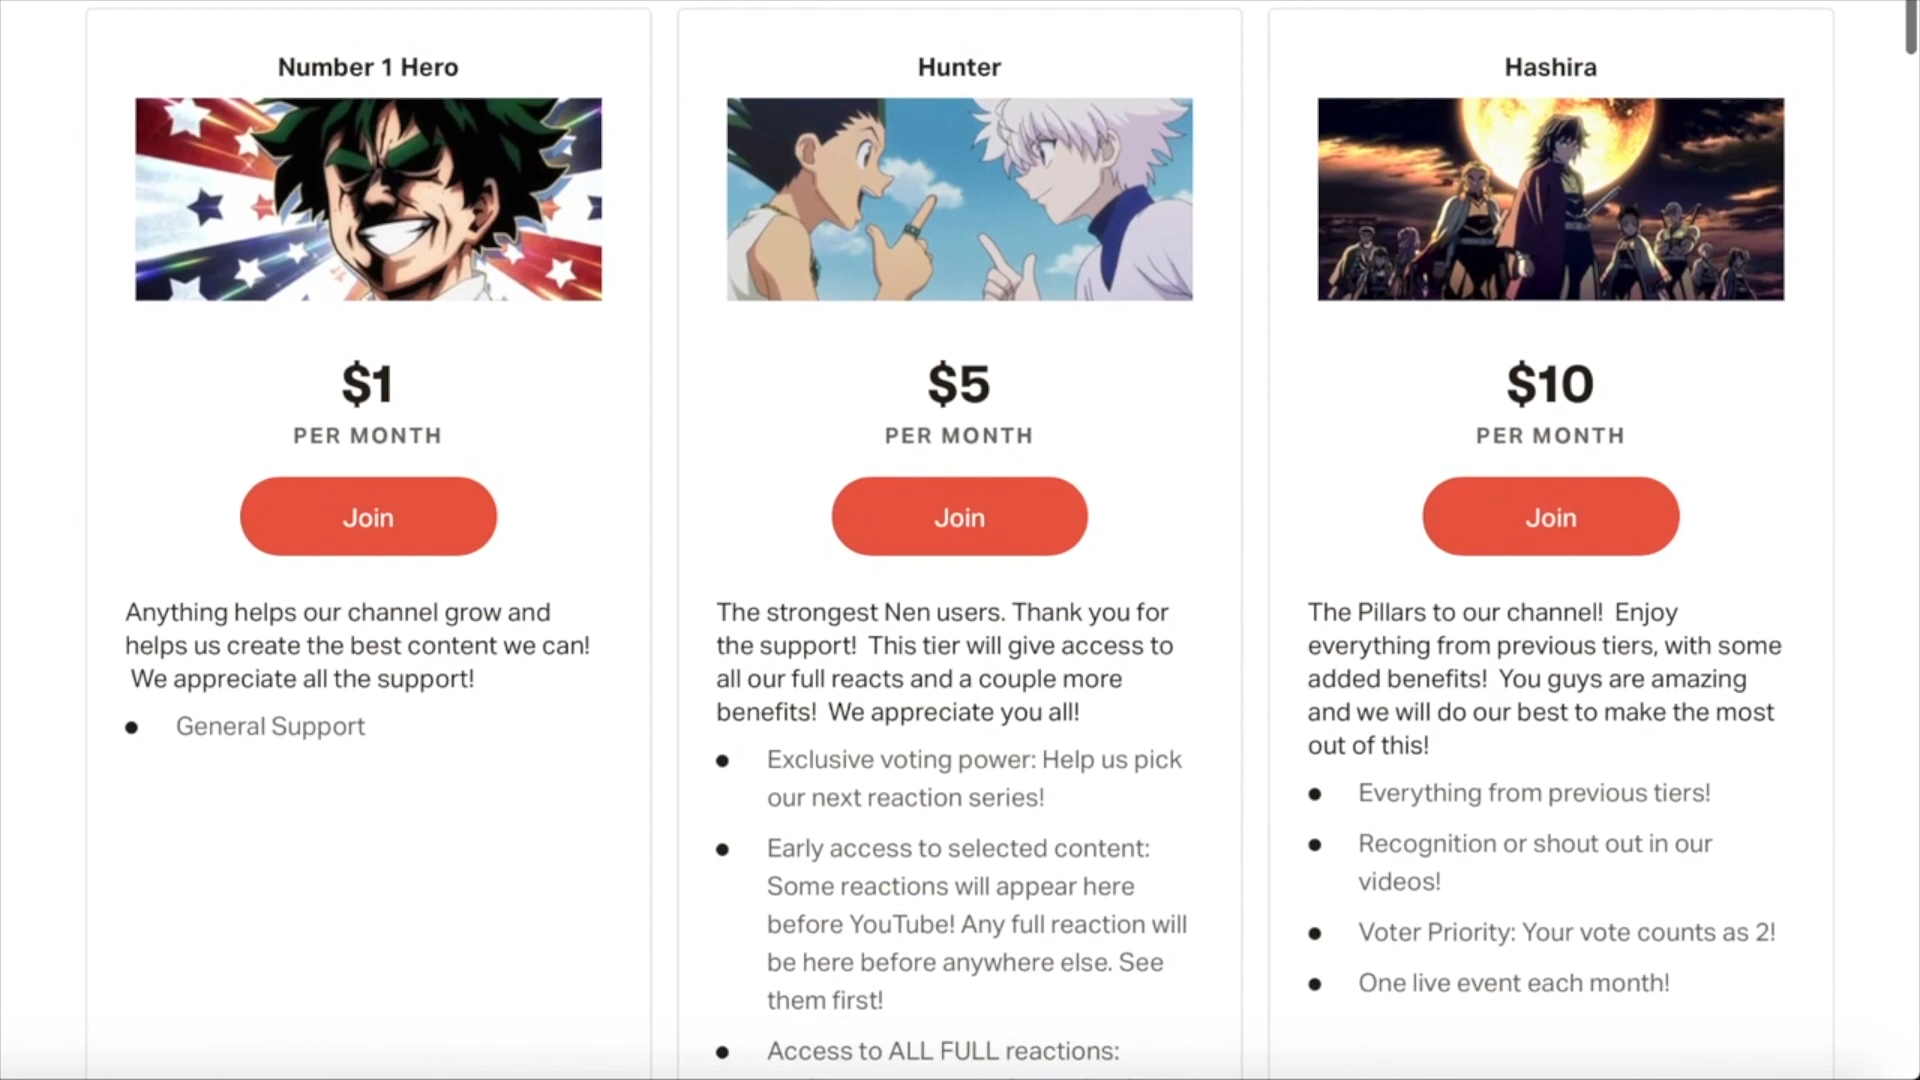 Number 1 Hero
$1
PER MONTH
Join
Anything helps our channel grow and
helps us create the best content we can!
We appreciate all the support!
General Support
Hunter
$5
PER MONTH
Join
The strongest Nen users. Thank you for
the support! This tier will give access to
all our full reacts and a couple more
benefits! We appreciate you all!
Exclusive voting power: Help us pick
our next reaction series!
Early access to selected content:
Some reactions will appear here
before YouTube! Any full reaction will
be here before anywhere else. See
them first!
Access to ALL FULL reactions:
Hashira
$10
PER MONTH
Join
The Pillars to our channel! Enjoy
everything from previous tiers, with some
added benefits! You guys are amazing
and we will do our best to make the most
out of this!
Everything from previous tiers!
Recognition or shout out in our
videos!
Voter Priority: Your vote counts as 2!
One live event each month!